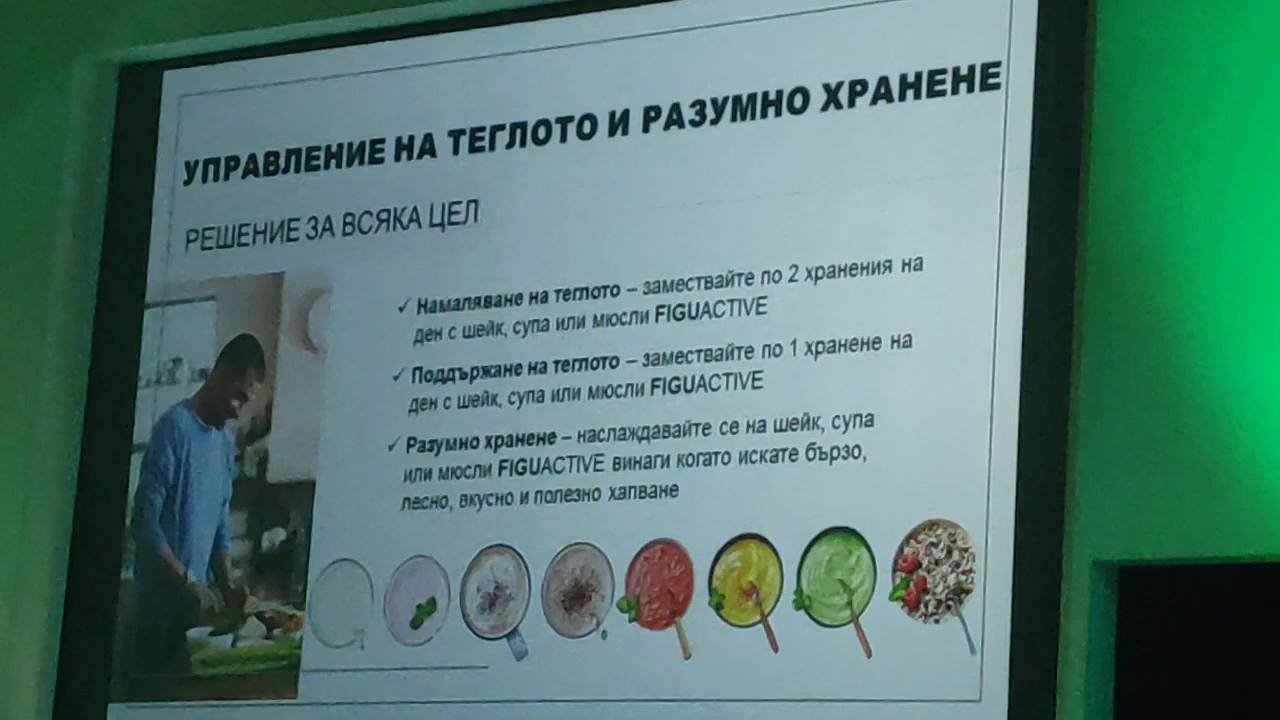 УПРАВЛЕНИЕ НА ТЕГЛОТО И РАЗУМНО ХРАНЕНЕ
РЕШЕНИЕ ЗА ВСЯКА ЦЕЛ
✓ Намаляване на теглото – замествайте по 2 хранения на
ден с шейк, супа или мюсли FIGUACTIVE
✓ Поддържане на теглото – замествайте по 1 хранене на
ден с шейк, супа или мюсли FIGUACTIVE
✓ Разумно хранене – наслаждавайте се на шейк, супа
или мюсли FIGUACTIVE винаги когато искате бързо,
лесно, вкусно и полезно хапване